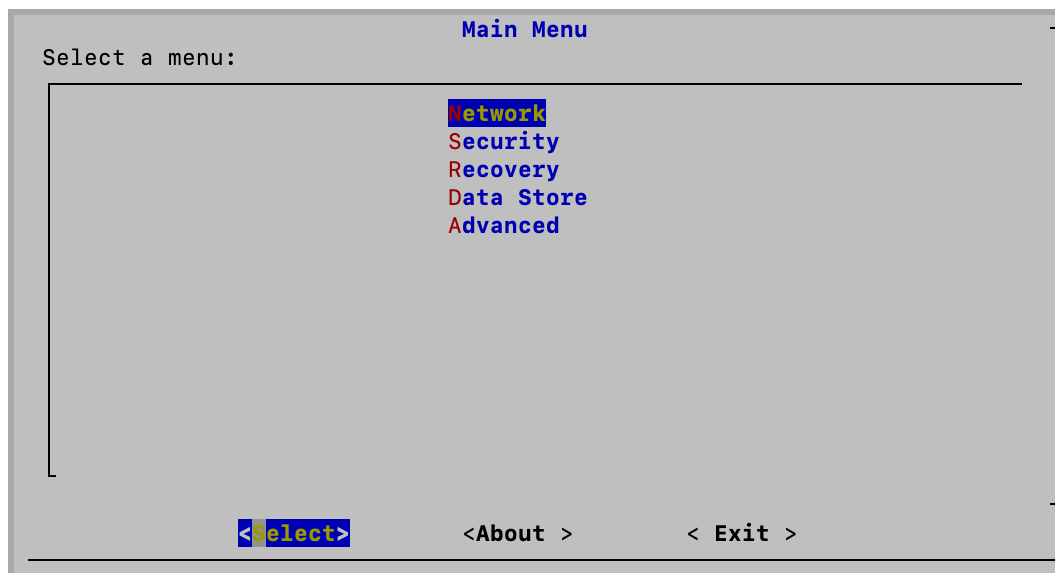 Main Menu
Select a menu:
Network
Security
Recovery
Data Store
Advanced
<Select> <About > < Exit >